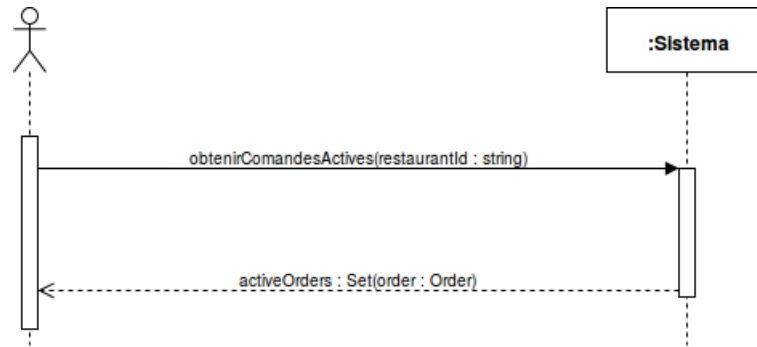 :Sistema
obtenirComandesActives(restaurantId : string)
activeOrders : Set(order : Order)